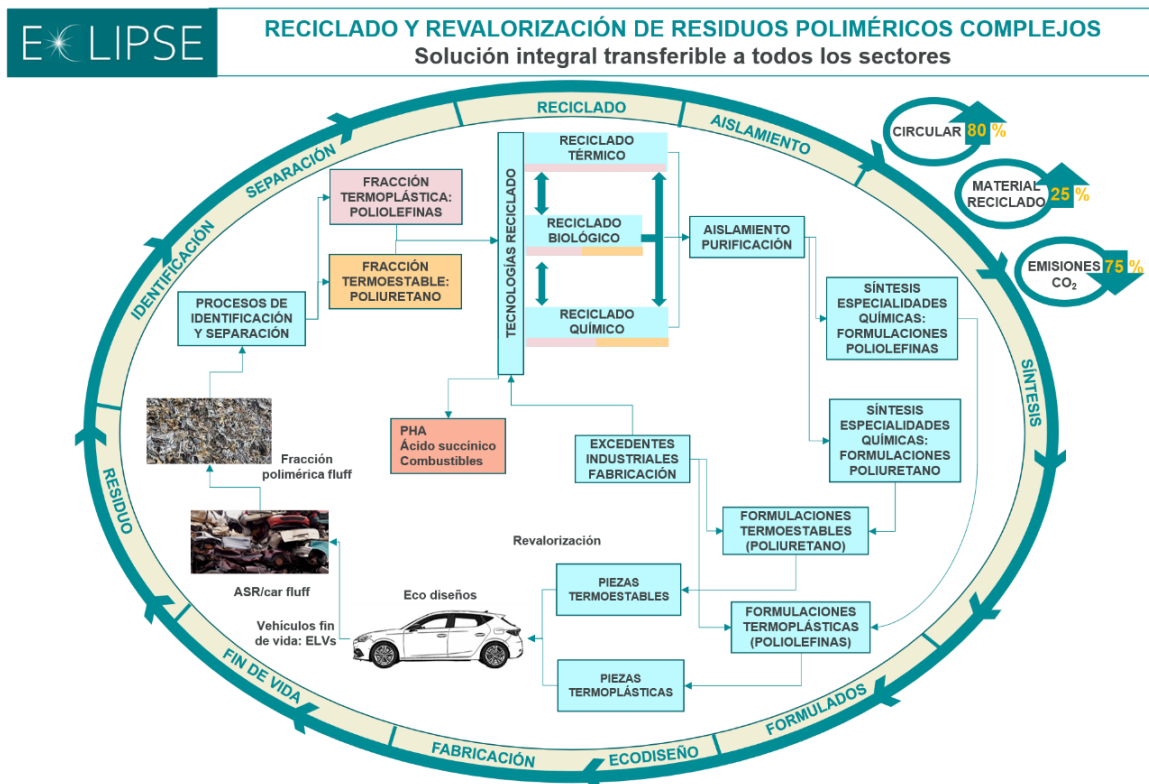 ECLIPSE
RECICLADO Y REVALORIZACIÓN DE RESIDUOS POLIMÉRICOS COMPLEJOS
Solución integral transferible a todos los sectores
RECICLADO
AISLAMIENTO
SEPARACIÓN
IDENTIFICACIÓN
RESIDUO
FIN DE VIDA
FABRICACIÓN
ECODISEÑO
FORMULADOS
SÍNTESIS
CIRCULAR
80 %
MATERIAL
RECICLADO
25 %
EMISIONES
CO₂
75 %
FRACCIÓN
TERMOPLÁSTICA:
POLIOLEFINAS
FRACCIÓN
TERMOESTABLE:
POLIURETANO
PROCESOS DE
IDENTIFICACIÓN
Y SEPARACIÓN
TECNOLOGÍAS RECICLADO
RECICLADO
TÉRMICO
RECICLADO
BIOLÓGICO
RECICLADO
QUÍMICO
AISLAMIENTO
PURIFICACIÓN
SÍNTESIS
ESPECIALIDADES
QUÍMICAS:
FORMULACIONES
POLIOLEFINAS
SÍNTESIS
ESPECIALIDADES
QUÍMICAS:
FORMULACIONES
POLIURETANO
PHA
Ácido succínico
Combustibles
EXCEDENTES
INDUSTRIALES
FABRICACIÓN
Fracción
polimérica fluff
FORMULACIONES
TERMOESTABLES
(POLIURETANO)
Revalorización
ASR/car fluff
Eco diseños
PIEZAS
TERMOESTABLES
FORMULACIONES
TERMOPLÁSTICAS
(POLIOLEFINAS)
Vehículos fin
de vida: ELVs
PIEZAS
TERMOPLÁSTICAS